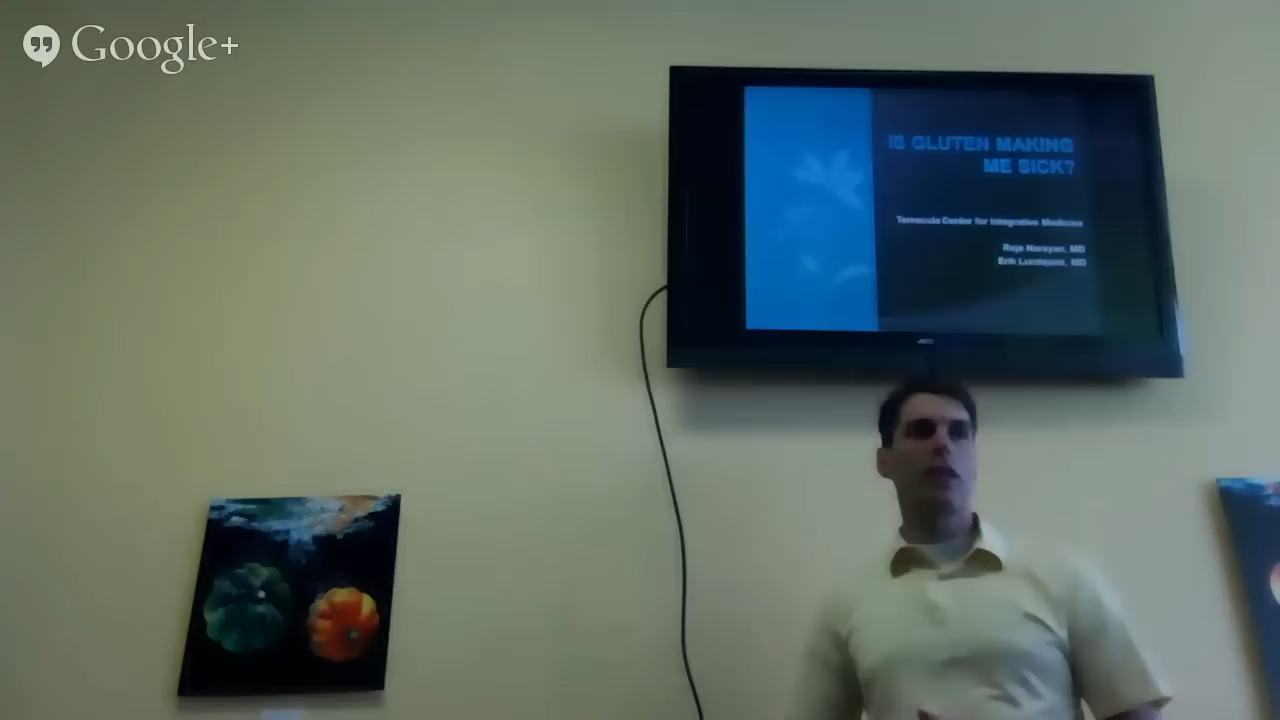 Google+
IS GLUTEN MAKING
ME SICK?
Temecula Center for Integrative Medicine
Raja Narayan, MD
Erik Lundquist, MD